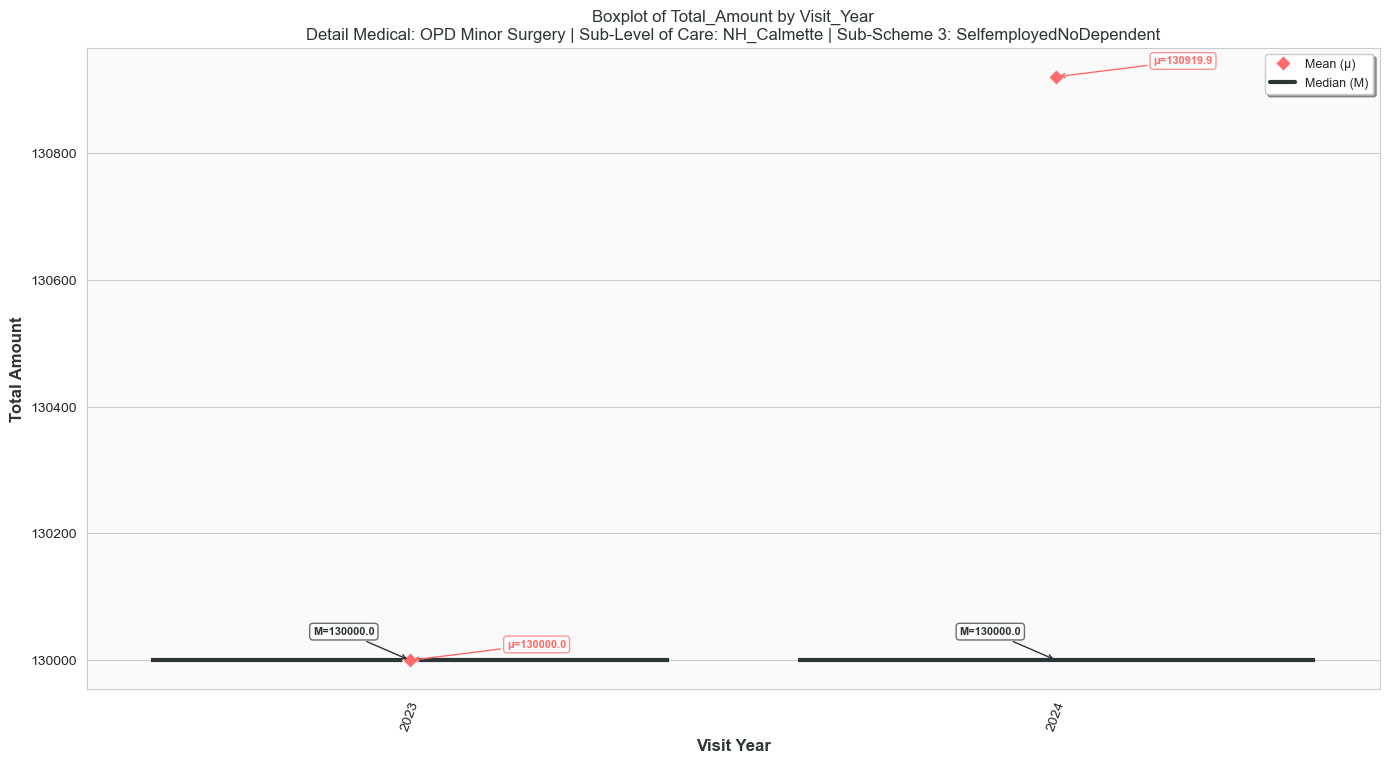 Boxplot of Total_Amount by Visit_Year
Detail Medical: OPD Minor Surgery | Sub-Level of Care: NH_Calmette | Sub-Scheme 3: SelfemployedNoDependent
μ=130919.9
Mean (μ)
Median (M)
130800
130600
130400
130200
130000
Total Amount
M=130000.0
μ=130000.0
M=130000.0
2023
2024
Visit Year